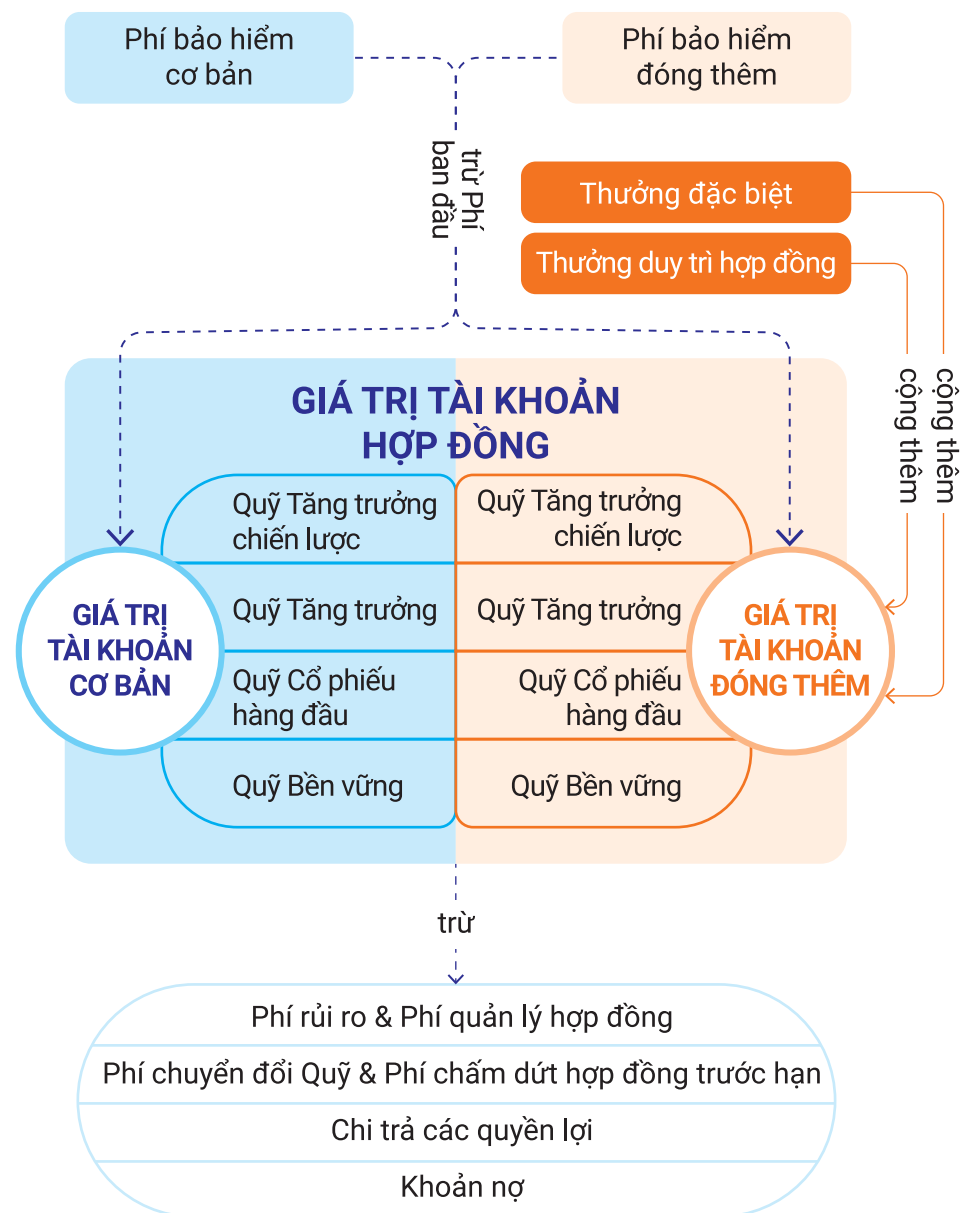 Phí bảo hiểm
cơ bản
Phí bảo hiểm
đóng thêm
trừ Phí
ban đầu
Thưởng đặc biệt
Thưởng duy trì hợp đồng
cộng thêm
cộng thêm
GIÁ TRỊ TÀI KHOẢN
HỢP ĐỒNG
Quỹ Tăng trưởng
chiến lược
Quỹ Tăng trưởng
chiến lược
GIÁ TRỊ
TÀI KHOẢN
CƠ BẢN
Quỹ Tăng trưởng
Quỹ Tăng trưởng
GIÁ TRỊ
TÀI KHOẢN
ĐÓNG THÊM
Quỹ Cổ phiếu
hàng đầu
Quỹ Cổ phiếu
hàng đầu
Quỹ Bền vững
Quỹ Bền vững
trừ
Phí rủi ro & Phí quản lý hợp đồng
Phí chuyển đổi Quỹ & Phí chấm dứt hợp đồng trước hạn
Chi trả các quyền lợi
Khoản nợ